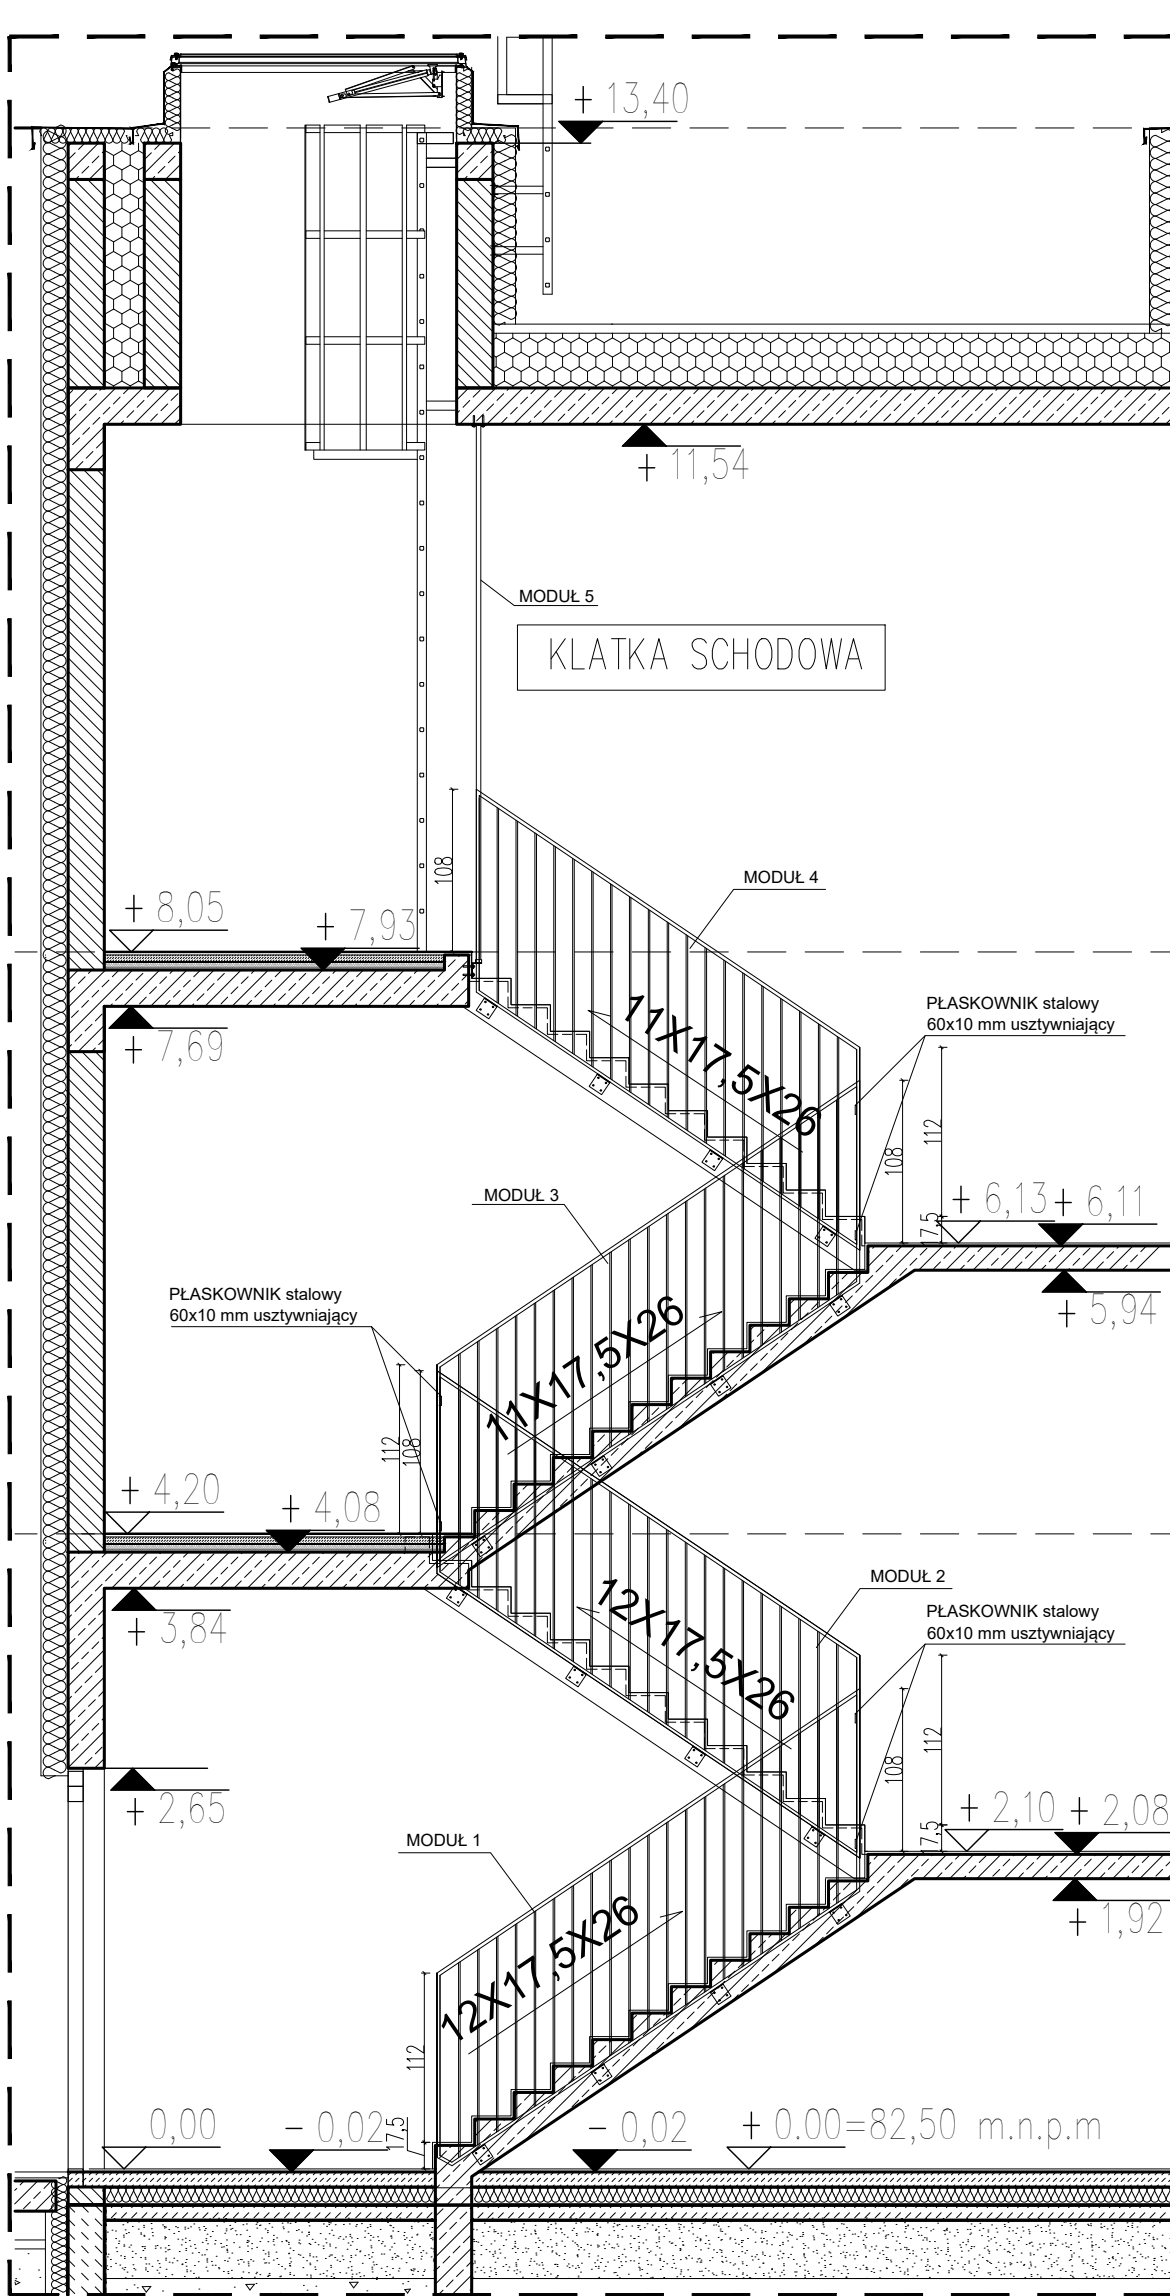 + 13,40
+ 11,54
MODUŁ 5
KLATKA SCHODOWA
108
MODUŁ 4
+ 8,05
+ 7,93
PŁASKOWNIK stalowy
60x10 mm usztywniający
11X17,5X26
+ 7,69
112
108
17,5
MODUŁ 3
+ 6,13
+ 6,11
PŁASKOWNIK stalowy
60x10 mm usztywniający
+ 5,94
11X17,5X26
112
108
+ 4,20
+ 4,08
MODUŁ 2
PŁASKOWNIK stalowy
60x10 mm usztywniający
12X17,5X26
+ 3,84
112
108
17,5
+ 2,65
+ 2,10
+ 2,08
MODUŁ 1
+ 1,92
12X17,5X26
112
17,5
0,00
- 0,02
- 0,02
+ 0.00=82,50 m.n.p.m